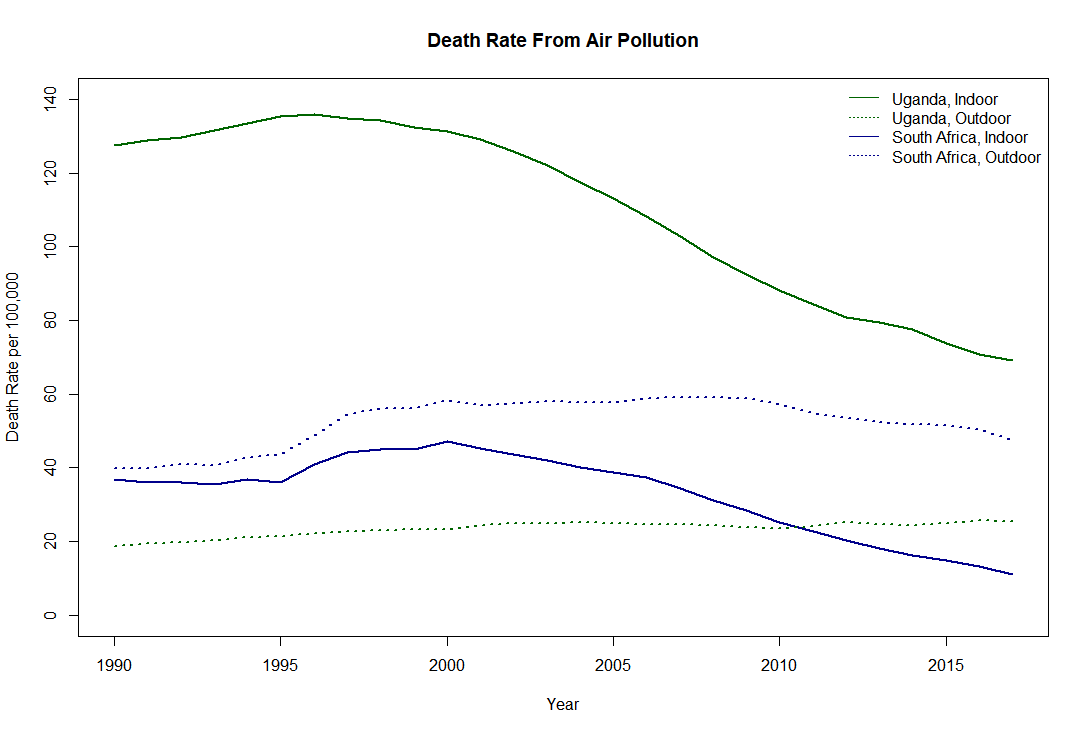 Death Rate From Air Pollution
140
120
100
80
60
40
20
0
Death Rate per 100,000
Uganda, Indoor
Uganda, Outdoor
South Africa, Indoor
South Africa, Outdoor
1990 1995 2000 2005 2010 2015
Year